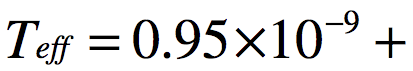 T_eff = 0.95×10⁻⁹ +